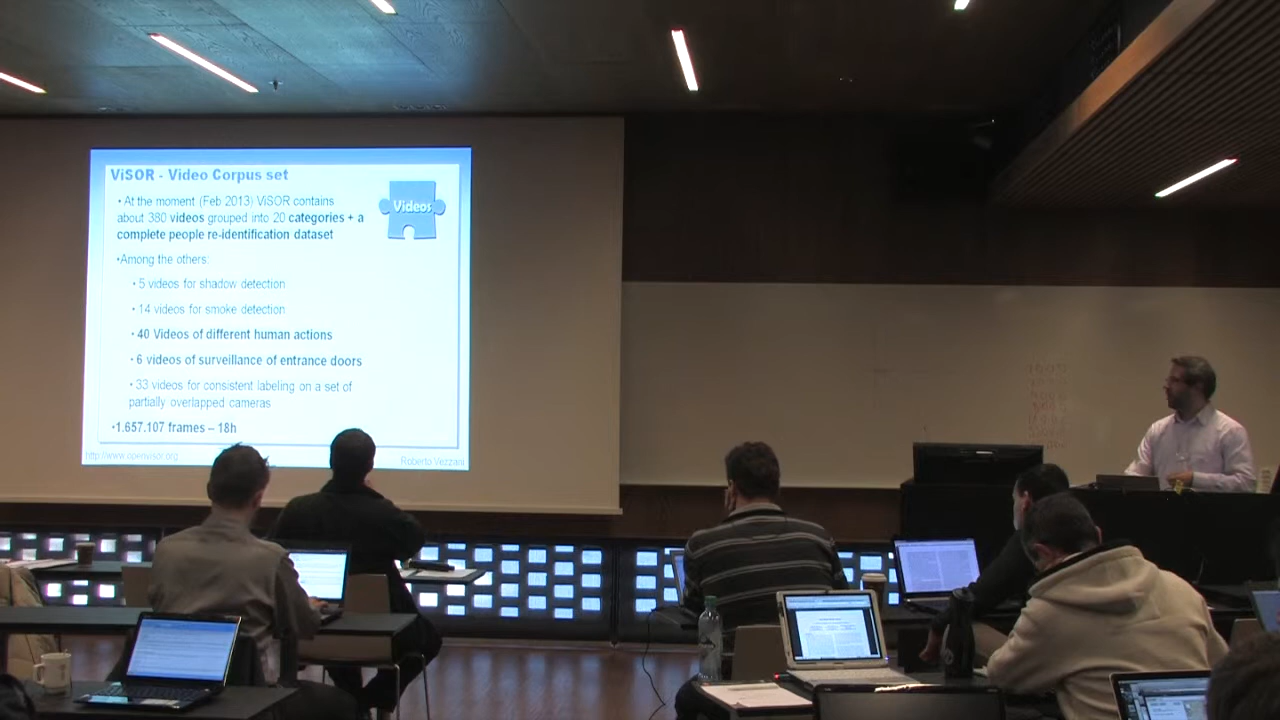 ViSOR - Video Corpus set
• At the moment (Feb 2013) ViSOR contains
about 380 videos grouped into 20 categories + a
complete people re-identification dataset
Videos
•Among the others:
• 5 videos for shadow detection
• 14 videos for smoke detection
• 40 Videos of different human actions
• 6 videos of surveillance of entrance doors
• 33 videos for consistent labeling on a set of
partially overlapped cameras
•1.657.107 frames – 18h
http://www.openvisor.org
Roberto Vezzani